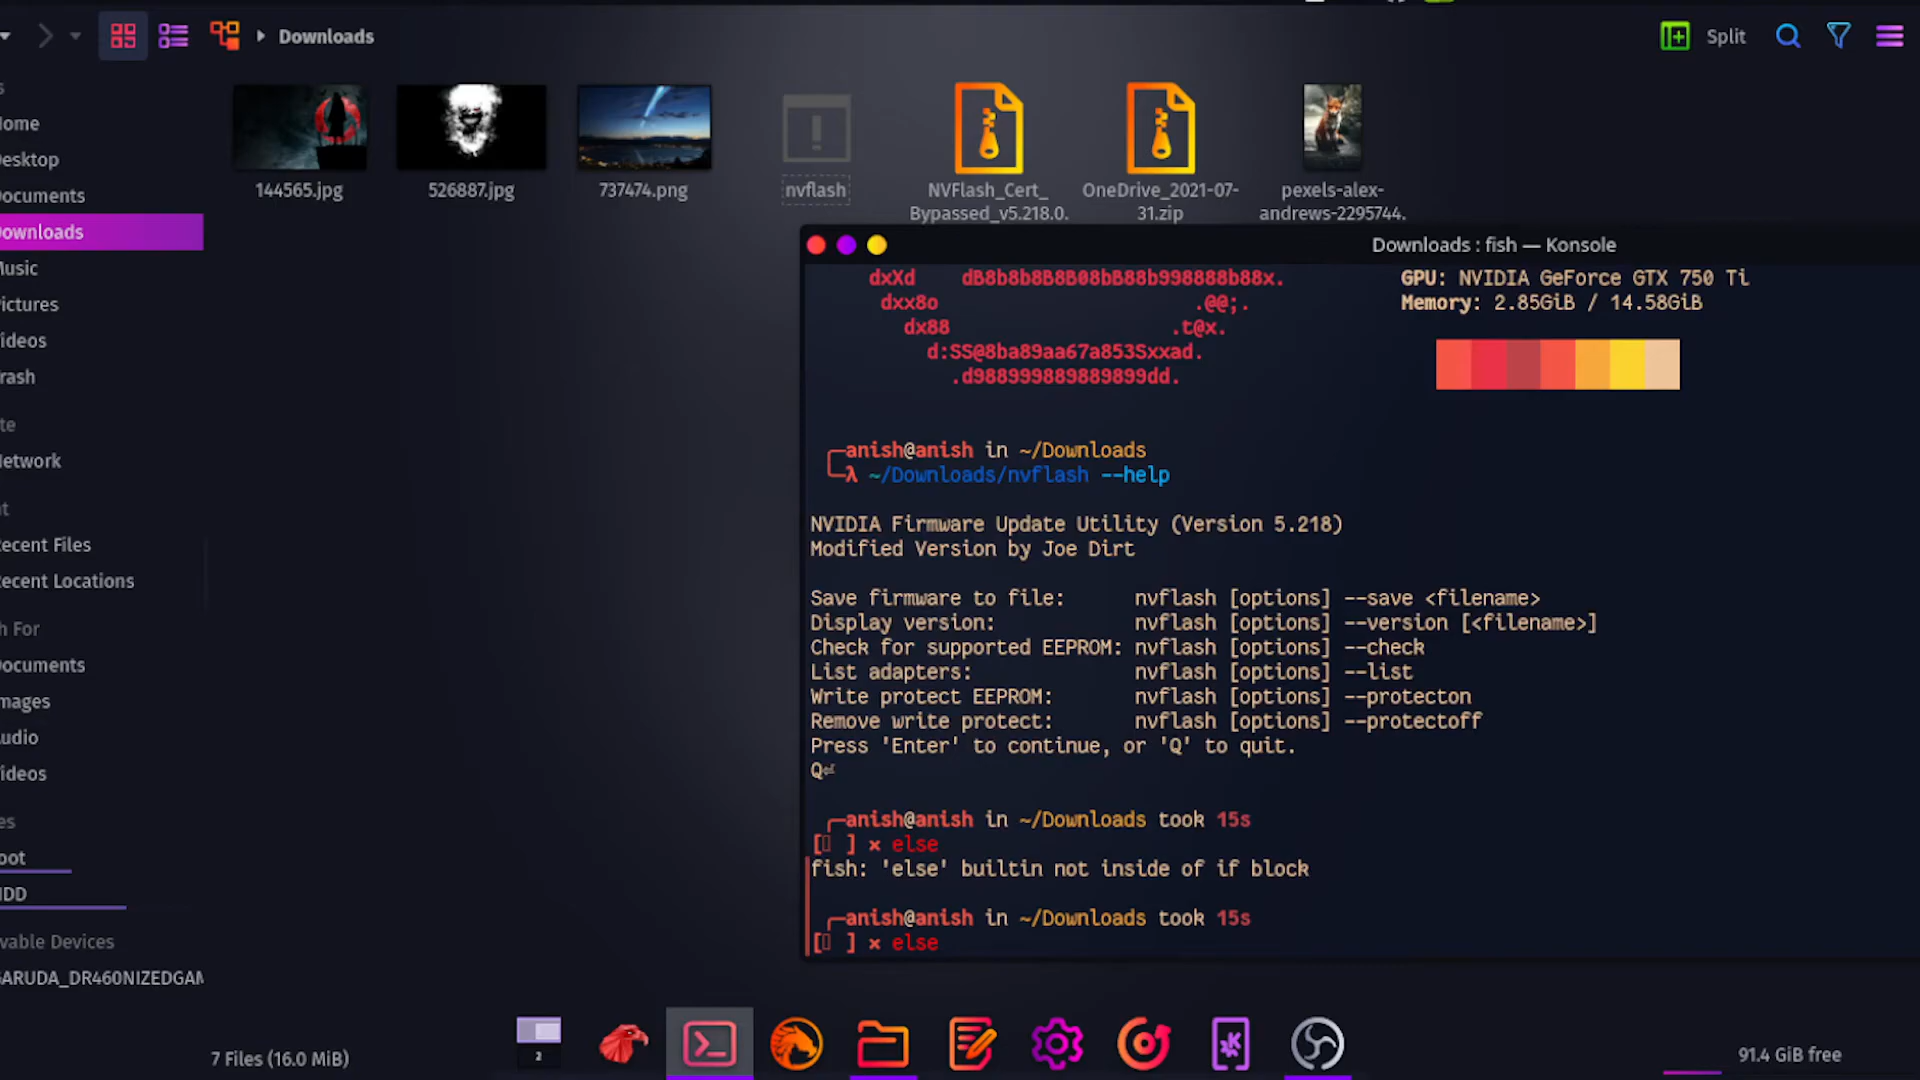 Downloads
Split
s
ome
esktop
ocuments
ownloads
usic
ictures
ideos
rash
te
etwork
t
ecent Files
ecent Locations
h For
ocuments
mages
udio
ideos
es
oot
DD
vable Devices
GARUDA_DR460NIZEDGAM
144565.jpg
526887.jpg
737474.png
nvflash
NVFlash_Cert_
Bypassed_v5.218.0.
OneDrive_2021-07-
31.zip
pexels-alex-
andrews-2295744.
Downloads : fish — Konsole
dxXd dB8b8b8B8B08bB88b998888b88x.
dxx8o .@@;.
dx88 .t@x.
d:SS@8ba89aa67a853Sxxad.
.d988999889889899dd.
GPU: NVIDIA GeForce GTX 750 Ti
Memory: 2.85GiB / 14.58GiB
anish@anish in ~/Downloads
λ ~/Downloads/nvflash --help
NVIDIA Firmware Update Utility (Version 5.218)
Modified Version by Joe Dirt
Save firmware to file: nvflash [options] --save <filename>
Display version: nvflash [options] --version [<filename>]
Check for supported EEPROM: nvflash [options] --check
List adapters: nvflash [options] --list
Write protect EEPROM: nvflash [options] --protecton
Remove write protect: nvflash [options] --protectoff
Press 'Enter' to continue, or 'Q' to quit.
Q⏎
anish@anish in ~/Downloads took 15s
[▯ ] × else
fish: 'else' builtin not inside of if block
anish@anish in ~/Downloads took 15s
[▯ ] × else
2
7 Files (16.0 MiB)
91.4 GiB free